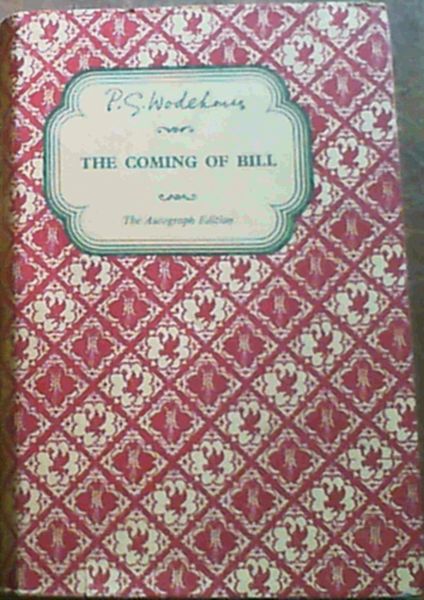 P. G. Wodehouse
THE COMING OF BILL
The Autograph Edition